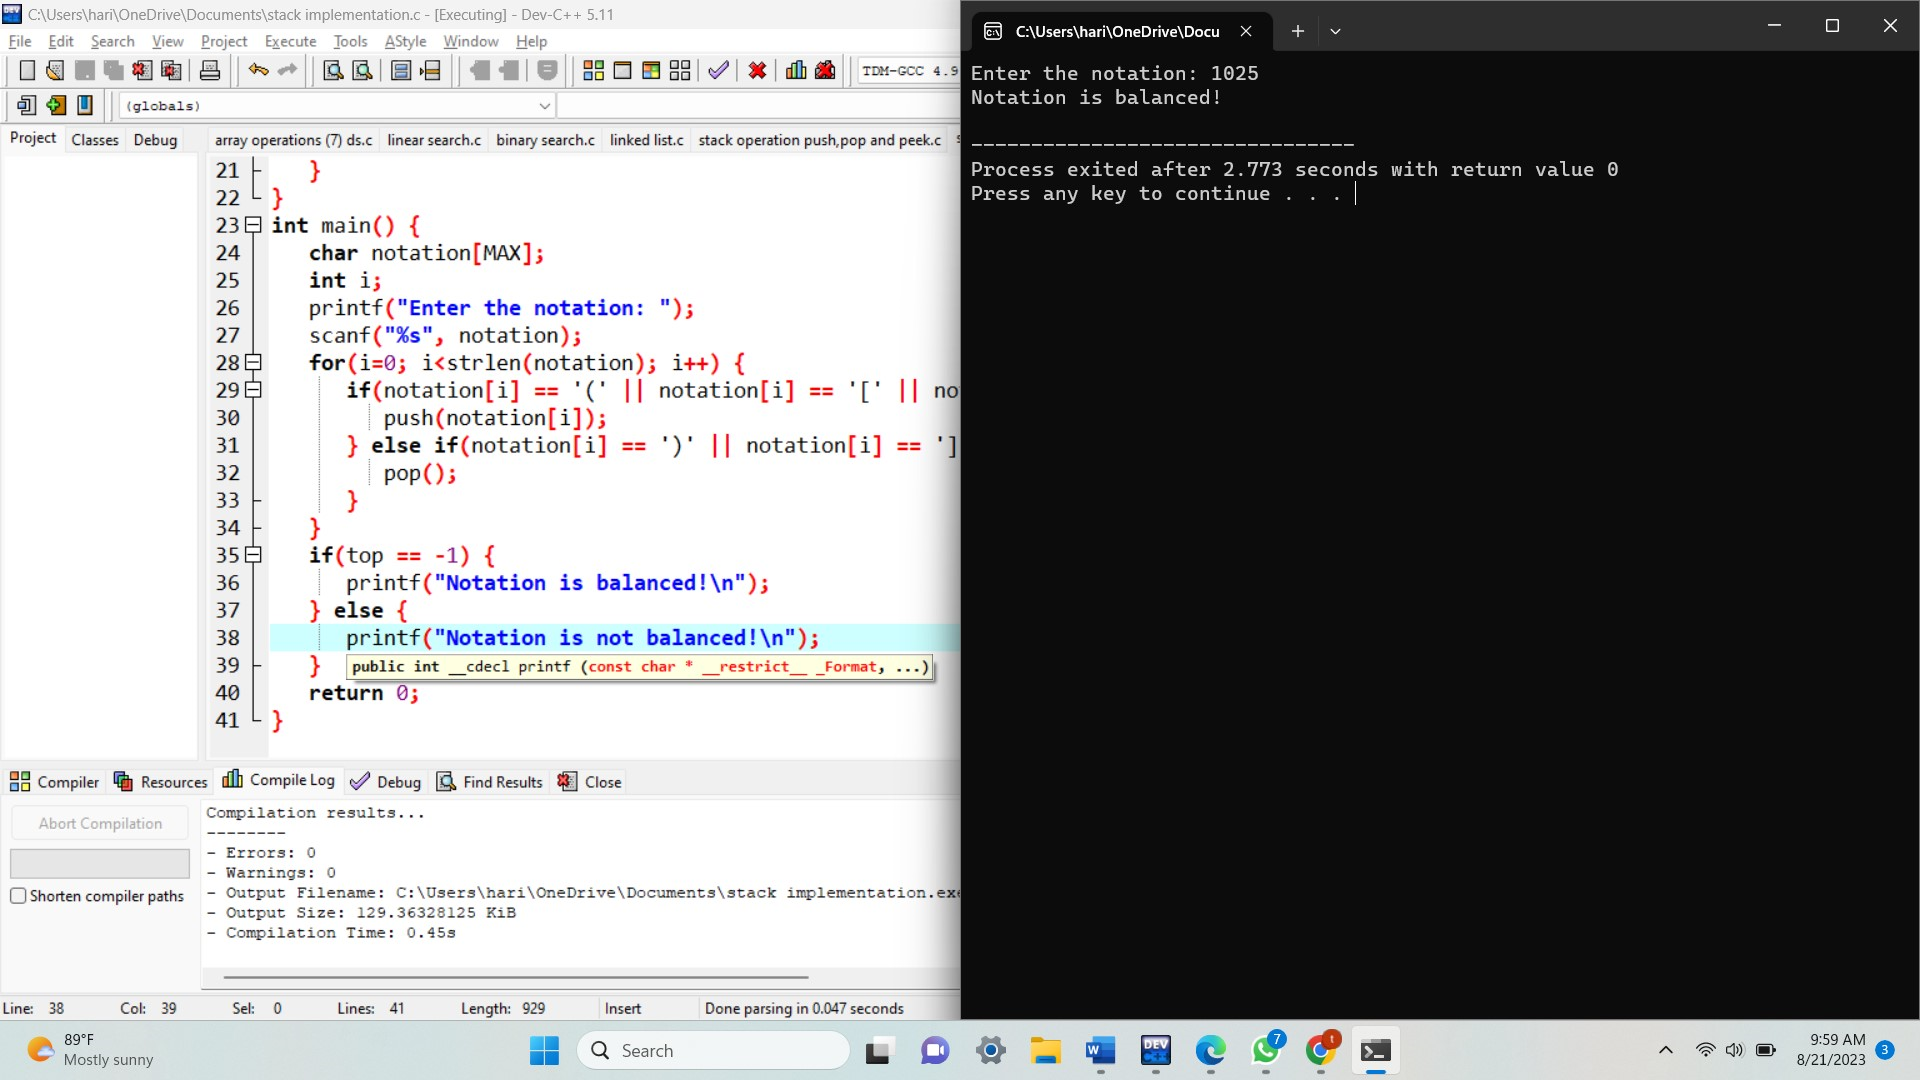 C:\Users\hari\OneDrive\Documents\stack implementation.c - [Executing] - Dev-C++ 5.11
File Edit Search View Project Execute Tools AStyle Window Help
TDM-GCC 4.9
(globals)
Project Classes Debug
array operations (7) ds.c linear search.c binary search.c linked list.c stack operation push,pop and peek.c
21 }
22 }
23 int main() {
24 char notation[MAX];
25 int i;
26 printf("Enter the notation: ");
27 scanf("%s", notation);
28 for(i=0; i<strlen(notation); i++) {
29 if(notation[i] == '(' || notation[i] == '[' || no
30 push(notation[i]);
31 } else if(notation[i] == ')' || notation[i] == ']
32 pop();
33 }
34 }
35 if(top == -1) {
36 printf("Notation is balanced!\n");
37 } else {
38 printf("Notation is not balanced!\n");
39 }
public int __cdecl printf (const char * __restrict__ _Format, ...)
40 return 0;
41 }
Compiler Resources Compile Log Debug Find Results Close
Abort Compilation
Shorten compiler paths
Compilation results...
--------
- Errors: 0
- Warnings: 0
- Output Filename: C:\Users\hari\OneDrive\Documents\stack implementation.exe
- Output Size: 129.36328125 KiB
- Compilation Time: 0.45s
Line: 38 Col: 39 Sel: 0 Lines: 41 Length: 929 Insert Done parsing in 0.047 seconds
C:\Users\hari\OneDrive\Docu
Enter the notation: 1025
Notation is balanced!
--------------------------------
Process exited after 2.773 seconds with return value 0
Press any key to continue . . .
89°F
Mostly sunny
Search
DEV C++
7
t
9:59 AM
8/21/2023
3